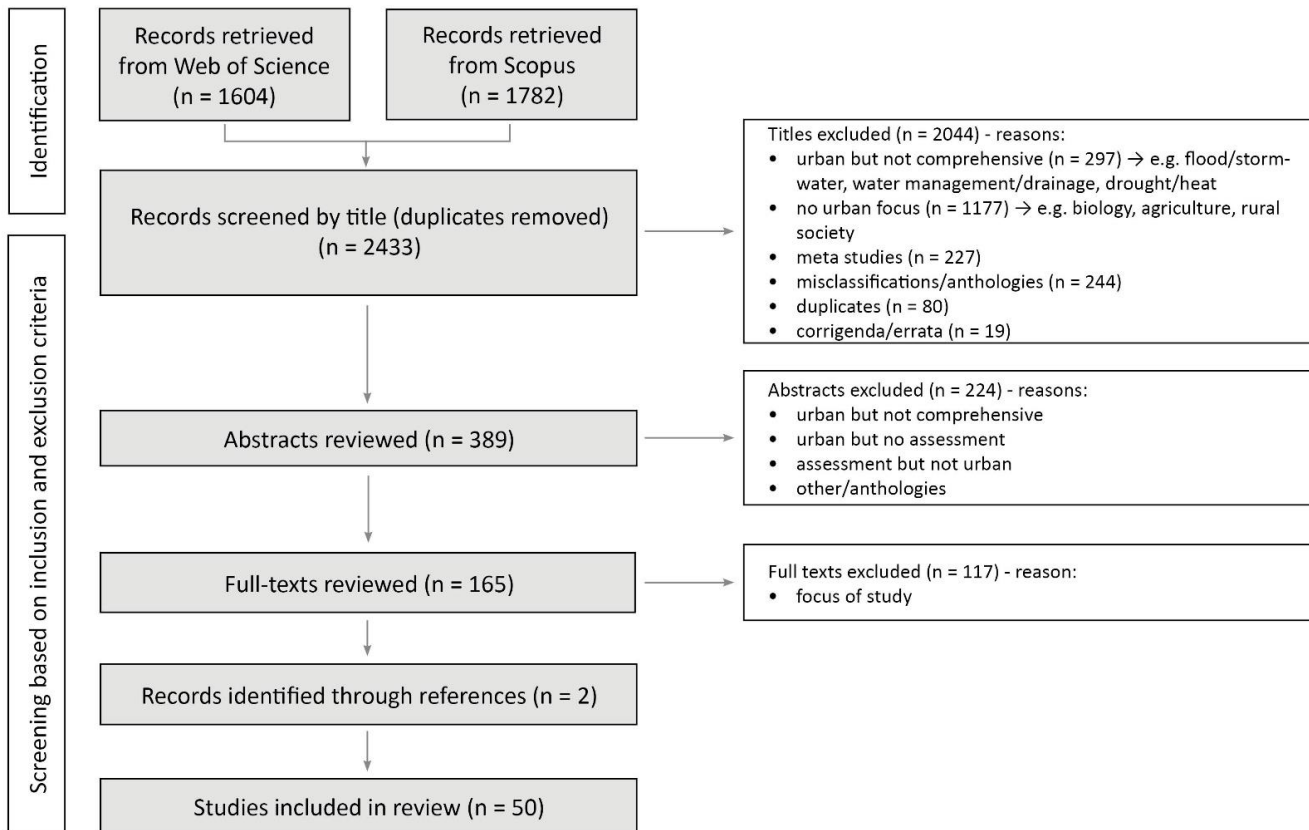 Identification
Records retrieved
from Web of Science
(n = 1604)
Records retrieved
from Scopus
(n = 1782)
Records screened by title (duplicates removed)
(n = 2433)
Titles excluded (n = 2044) - reasons:
• urban but not comprehensive (n = 297) → e.g. flood/storm-
water, water management/drainage, drought/heat
• no urban focus (n = 1177) → e.g. biology, agriculture, rural
society
• meta studies (n = 227)
• misclassifications/anthologies (n = 244)
• duplicates (n = 80)
• corrigenda/errata (n = 19)
Screening based on inclusion and exclusion criteria
Abstracts reviewed (n = 389)
Abstracts excluded (n = 224) - reasons:
• urban but not comprehensive
• urban but no assessment
• assessment but not urban
• other/anthologies
Full-texts reviewed (n = 165)
Full texts excluded (n = 117) - reason:
• focus of study
Records identified through references (n = 2)
Studies included in review (n = 50)